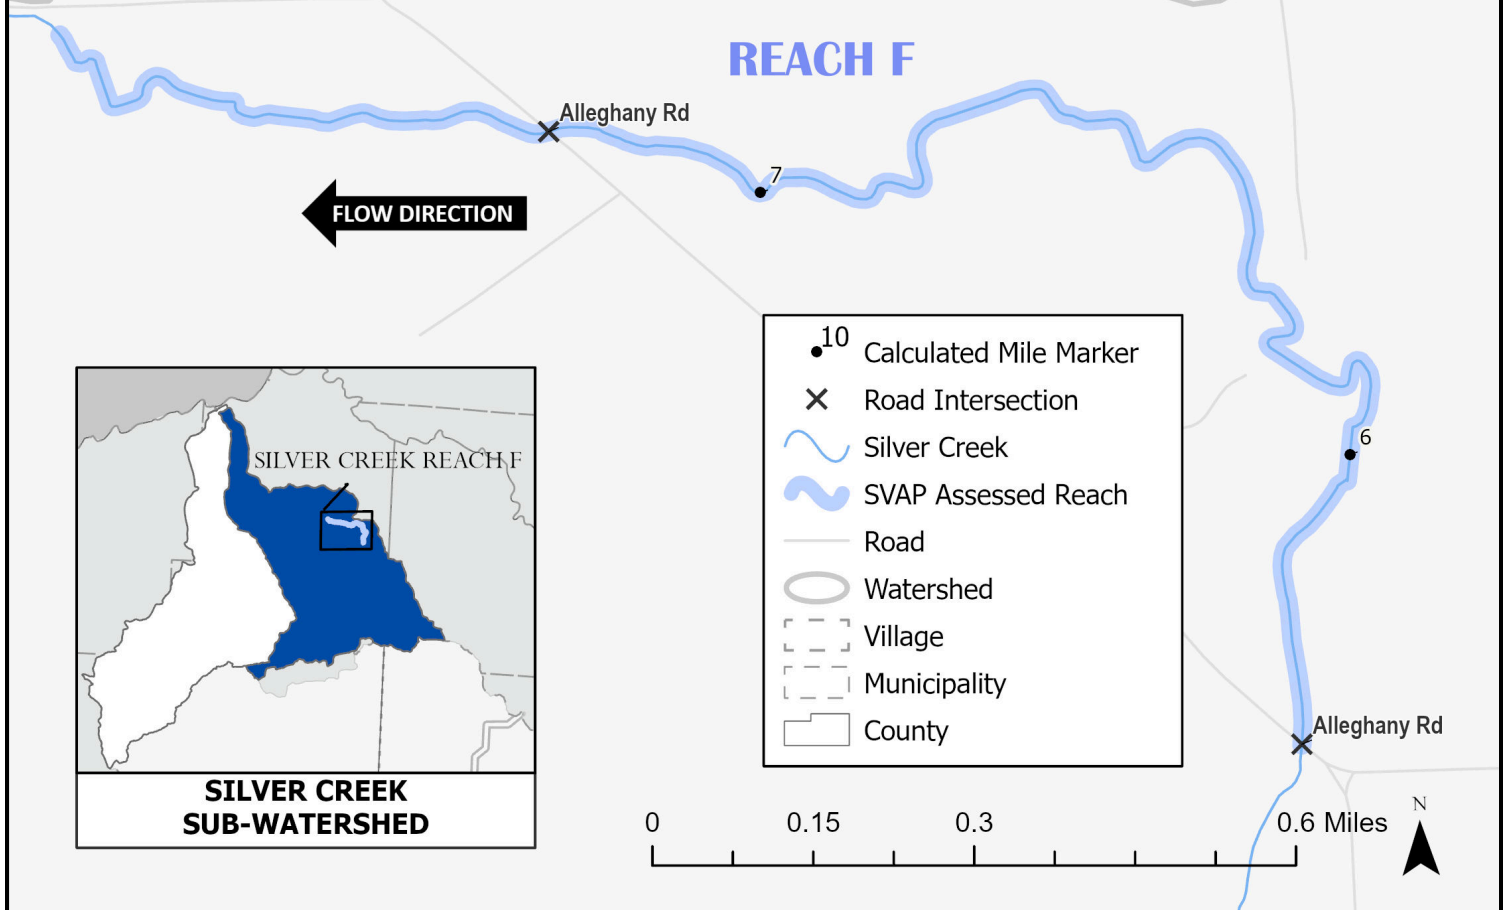 REACH F
Alleghany Rd
7
FLOW DIRECTION
6
Alleghany Rd
10
Calculated Mile Marker
Road Intersection
Silver Creek
SVAP Assessed Reach
Road
Watershed
Village
Municipality
County
SILVER CREEK REACH F
SILVER CREEK
SUB-WATERSHED
0 0.15 0.3 0.6 Miles
N